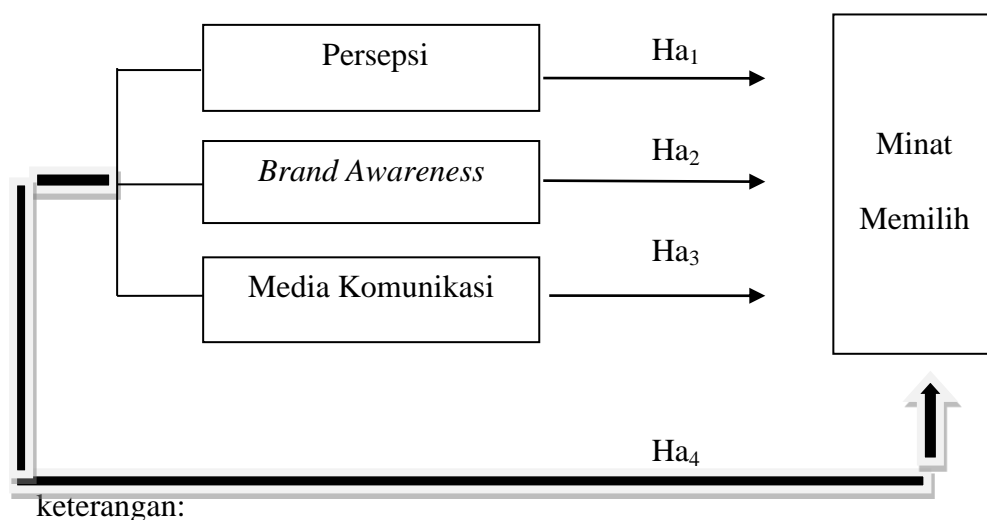 Persepsi
Ha₁
Brand Awareness
Ha₂
Minat
Memilih
Media Komunikasi
Ha₃
Ha₄
keterangan: